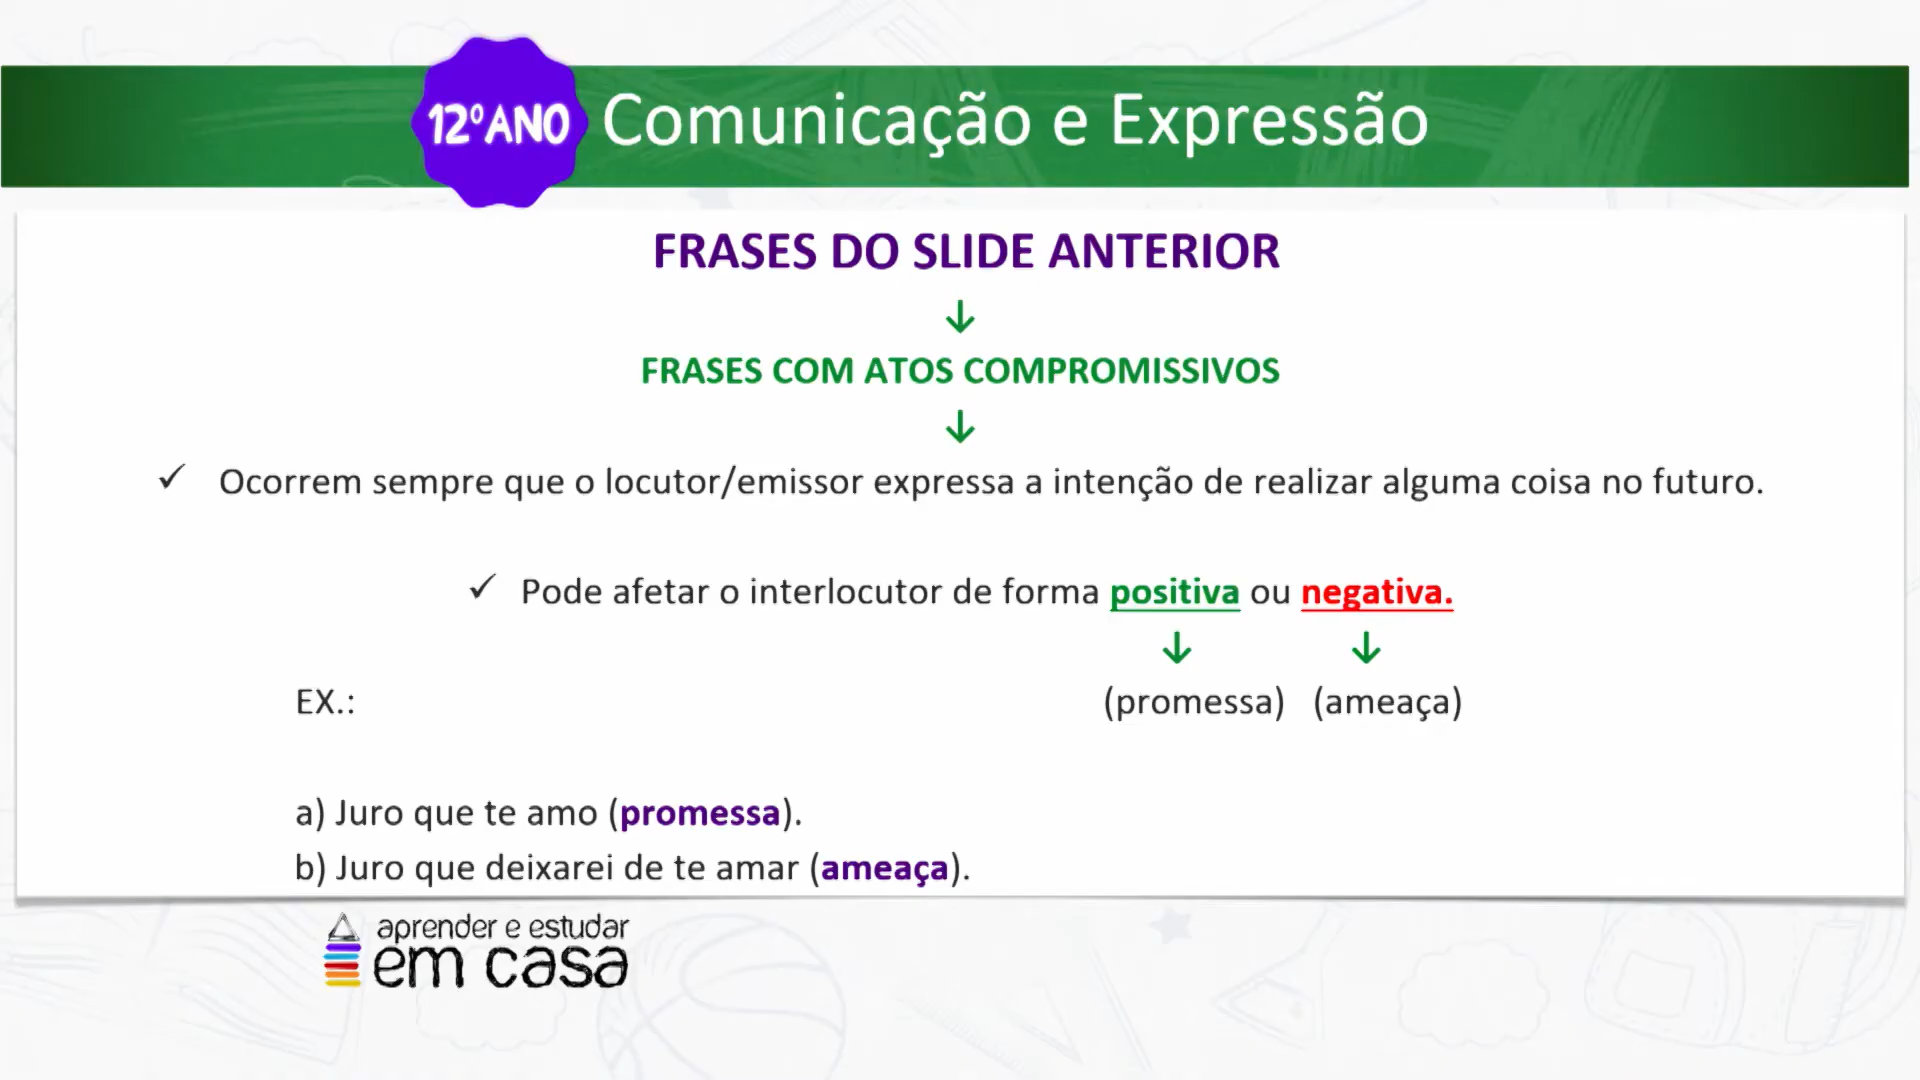 12ºANO Comunicação e Expressão
FRASES DO SLIDE ANTERIOR
↓
FRASES COM ATOS COMPROMISSIVOS
↓
✓ Ocorrem sempre que o locutor/emissor expressa a intenção de realizar alguma coisa no futuro.
✓ Pode afetar o interlocutor de forma positiva ou negativa.
↓ ↓
EX.: (promessa) (ameaça)
a) Juro que te amo (promessa).
b) Juro que deixarei de te amar (ameaça).
aprender e estudar
em casa